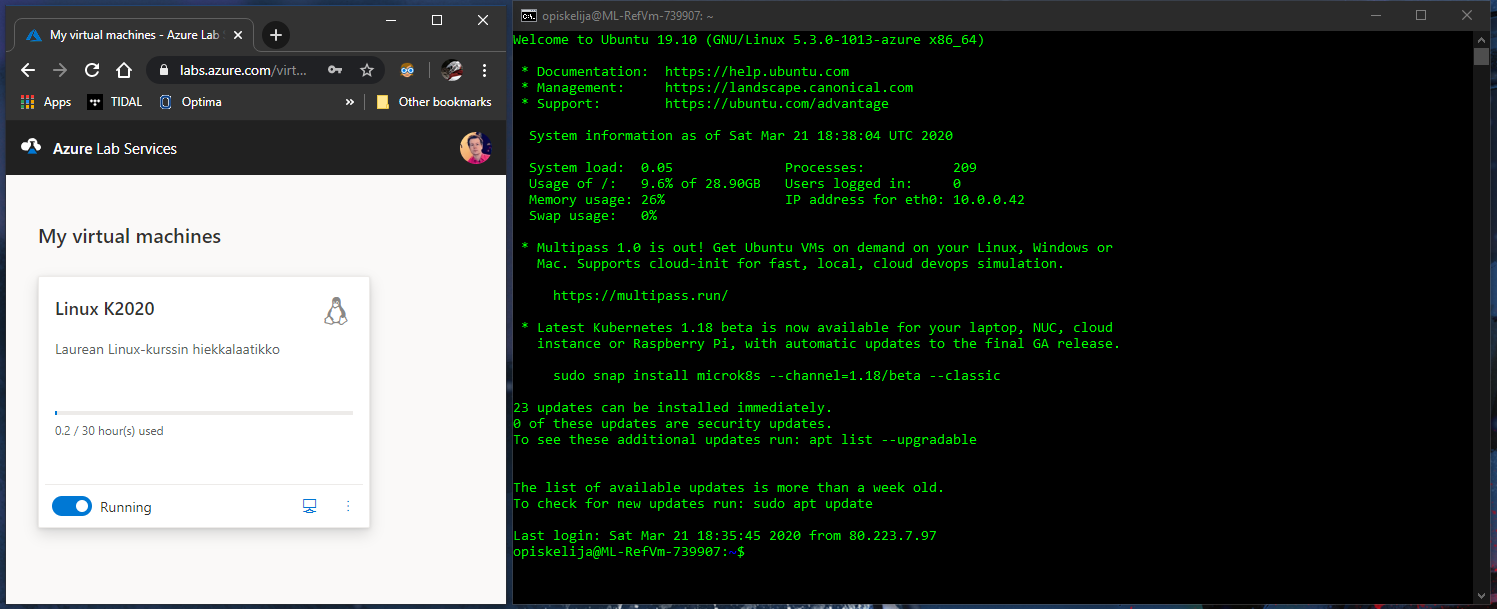 My virtual machines - Azure Lab S
labs.azure.com/virt...
Apps
TIDAL
Optima
»
Other bookmarks
Azure Lab Services
My virtual machines
Linux K2020
Laurean Linux-kurssin hiekkalaatikko
0.2 / 30 hour(s) used
Running
C:\. opiskelija@ML-RefVm-739907: ~
Welcome to Ubuntu 19.10 (GNU/Linux 5.3.0-1013-azure x86_64)
* Documentation:  https://help.ubuntu.com
* Management:     https://landscape.canonical.com
* Support:        https://ubuntu.com/advantage
System information as of Sat Mar 21 18:38:04 UTC 2020
System load:  0.05              Processes:           209
Usage of /:   9.6% of 28.90GB   Users logged in:     0
Memory usage: 26%               IP address for eth0: 10.0.0.42
Swap usage:   0%
* Multipass 1.0 is out! Get Ubuntu VMs on demand on your Linux, Windows or
Mac. Supports cloud-init for fast, local, cloud devops simulation.
https://multipass.run/
* Latest Kubernetes 1.18 beta is now available for your laptop, NUC, cloud
instance or Raspberry Pi, with automatic updates to the final GA release.
sudo snap install microk8s --channel=1.18/beta --classic
23 updates can be installed immediately.
0 of these updates are security updates.
To see these additional updates run: apt list --upgradable
The list of available updates is more than a week old.
To check for new updates run: sudo apt update
Last login: Sat Mar 21 18:35:45 2020 from 80.223.7.97
opiskelija@ML-RefVm-739907:~$